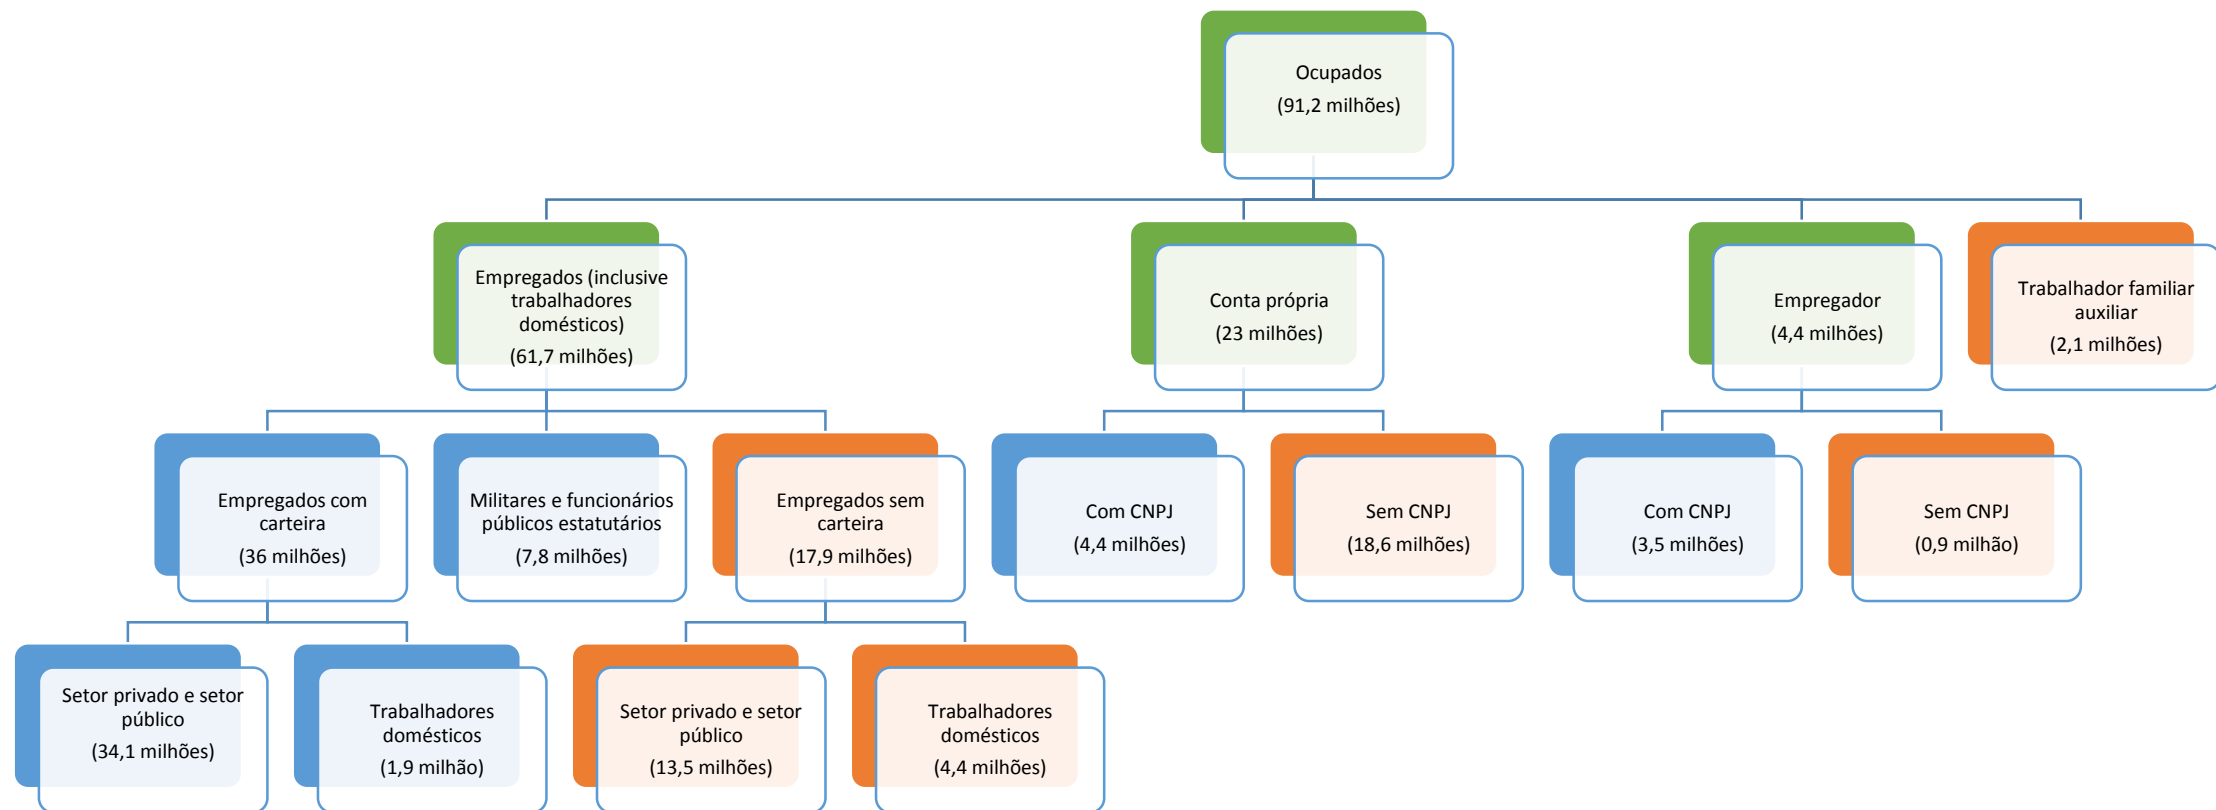 Ocupados
(91,2 milhões)
Empregados (inclusive
trabalhadores
domésticos)
(61,7 milhões)
Conta própria
(23 milhões)
Empregador
(4,4 milhões)
Trabalhador familiar
auxiliar
(2,1 milhões)
Empregados com
carteira
(36 milhões)
Militares e funcionários
públicos estatutários
(7,8 milhões)
Empregados sem
carteira
(17,9 milhões)
Com CNPJ
(4,4 milhões)
Sem CNPJ
(18,6 milhões)
Com CNPJ
(3,5 milhões)
Sem CNPJ
(0,9 milhão)
Setor privado e setor
público
(34,1 milhões)
Trabalhadores
domésticos
(1,9 milhão)
Setor privado e setor
público
(13,5 milhões)
Trabalhadores
domésticos
(4,4 milhões)